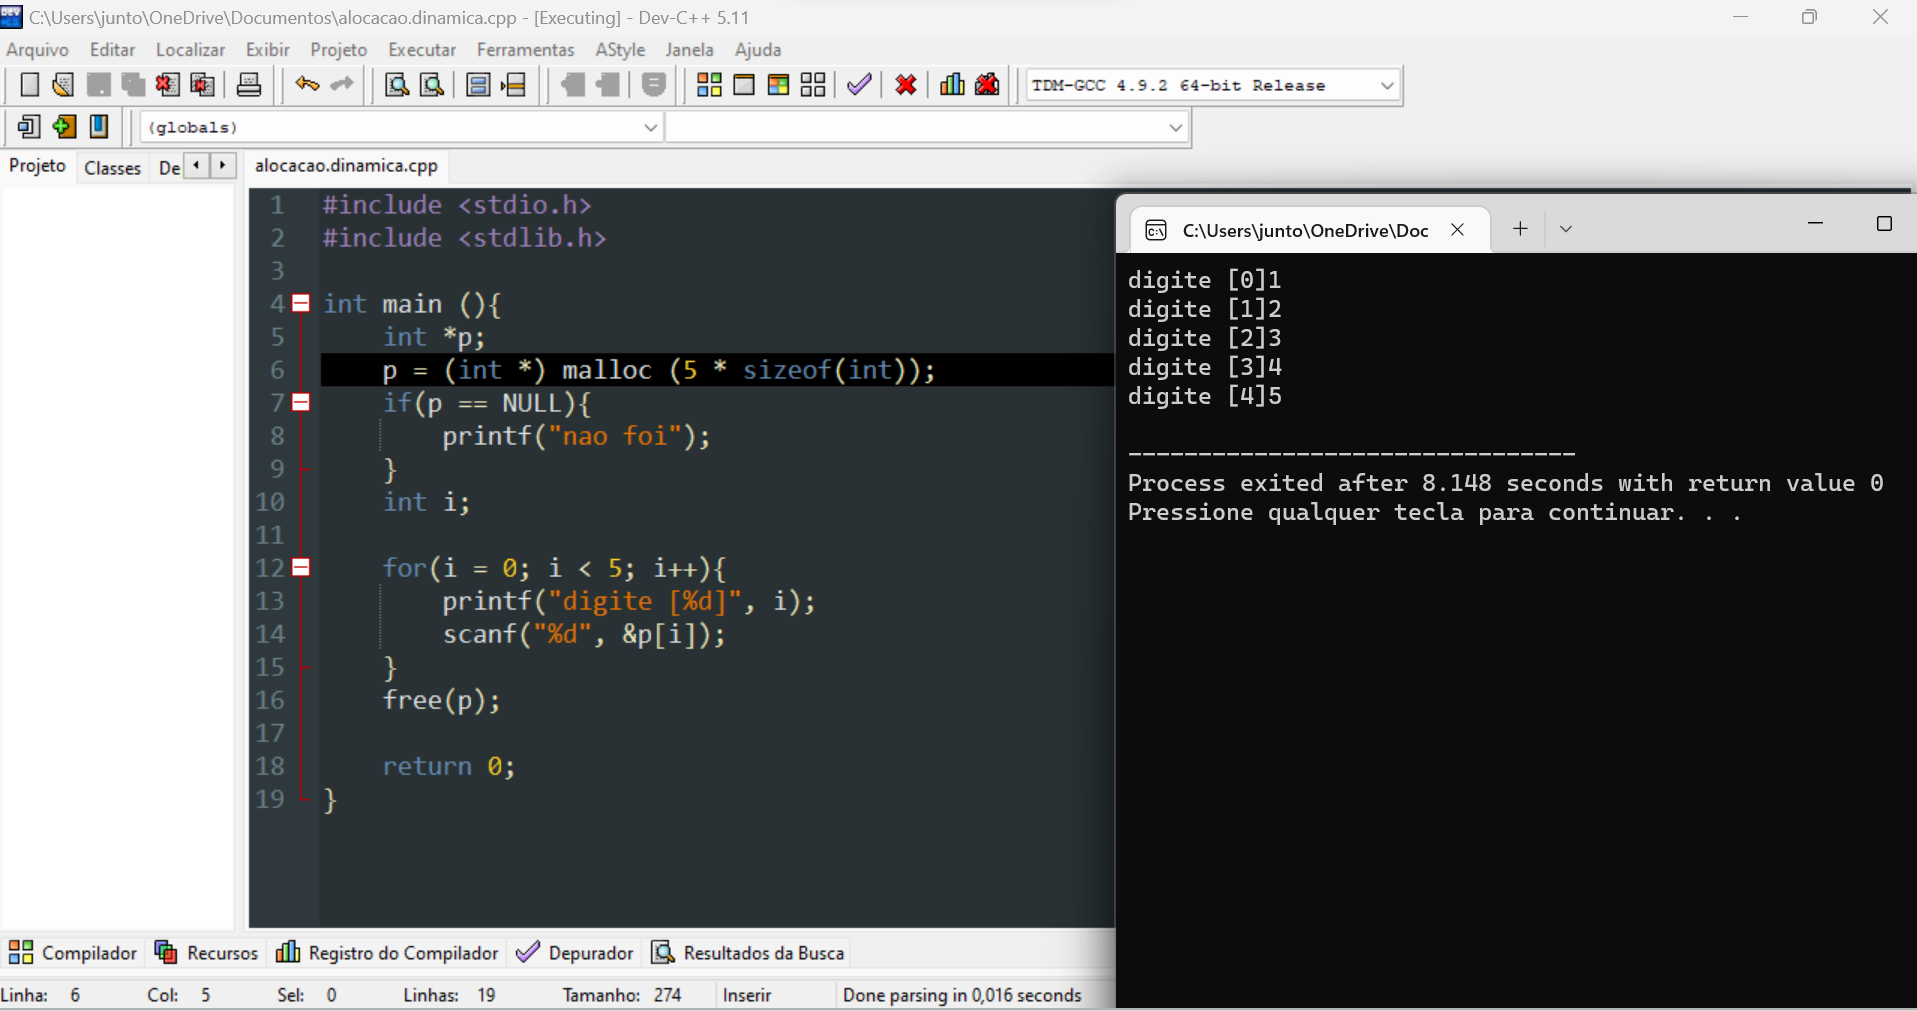 C:\Users\junto\OneDrive\Documentos\alocacao.dinamica.cpp - [Executing] - Dev-C++ 5.11
Arquivo Editar Localizar Exibir Projeto Executar Ferramentas AStyle Janela Ajuda
TDM-GCC 4.9.2 64-bit Release
(globals)
Projeto Classes De
alocacao.dinamica.cpp
1 #include <stdio.h>
2 #include <stdlib.h>
3
4 int main (){
5 int *p;
6 p = (int *) malloc (5 * sizeof(int));
7 if(p == NULL){
8 printf("nao foi");
9 }
10 int i;
11
12 for(i = 0; i < 5; i++){
13 printf("digite [%d]", i);
14 scanf("%d", &p[i]);
15 }
16 free(p);
17
18 return 0;
19 }
C:\Users\junto\OneDrive\Doc
digite [0]1
digite [1]2
digite [2]3
digite [3]4
digite [4]5
--------------------------------
Process exited after 8.148 seconds with return value 0
Pressione qualquer tecla para continuar. . .
Compilador Recursos Registro do Compilador Depurador Resultados da Busca
Linha: 6 Col: 5 Sel: 0 Linhas: 19 Tamanho: 274 Inserir Done parsing in 0,016 seconds